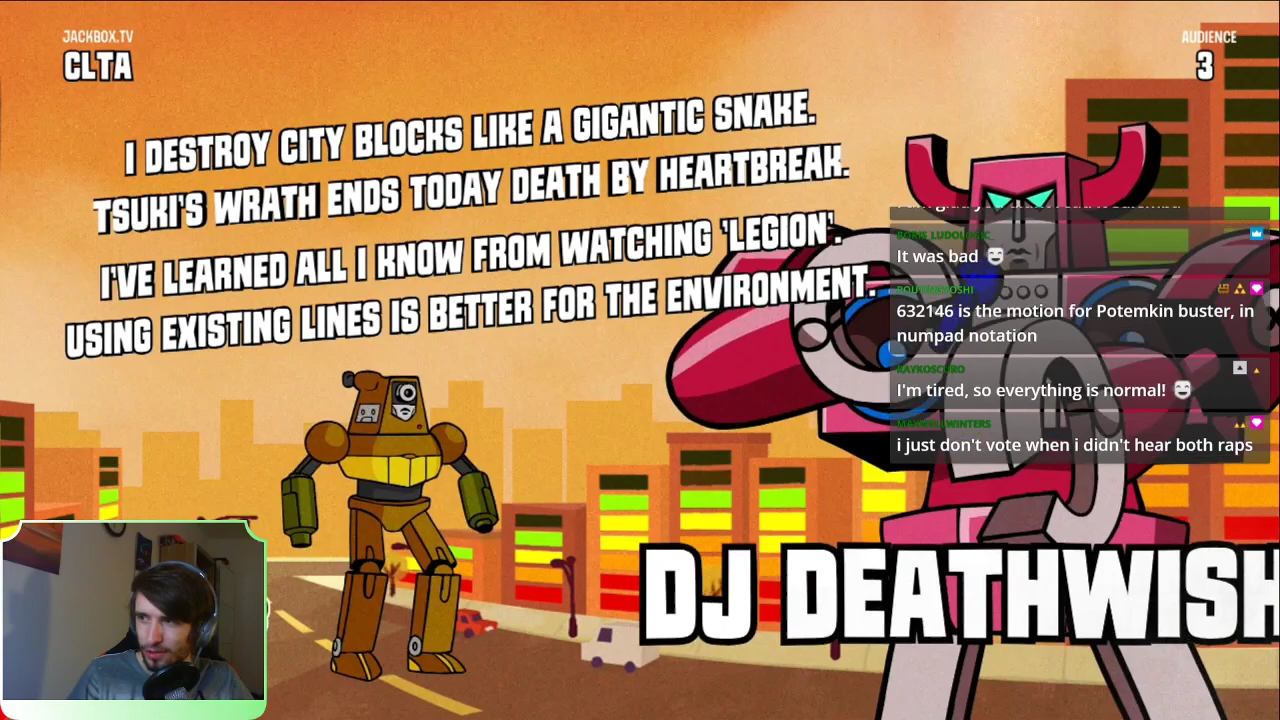 JACKBOX.TV
CLTA
AUDIENCE
3
I DESTROY CITY BLOCKS LIKE A GIGANTIC SNAKE.
TSUKI'S WRATH ENDS TODAY DEATH BY HEARTBREAK.
I'VE LEARNED ALL I KNOW FROM WATCHING 'LEGION'.
USING EXISTING LINES IS BETTER FOR THE ENVIRONMENT.
It was bad
632146 is the motion for Potemkin buster, in
numpad notation
KAYKOSCURO
I'm tired, so everything is normal!
i just don't vote when i didn't hear both raps
DJ DEATHWISH